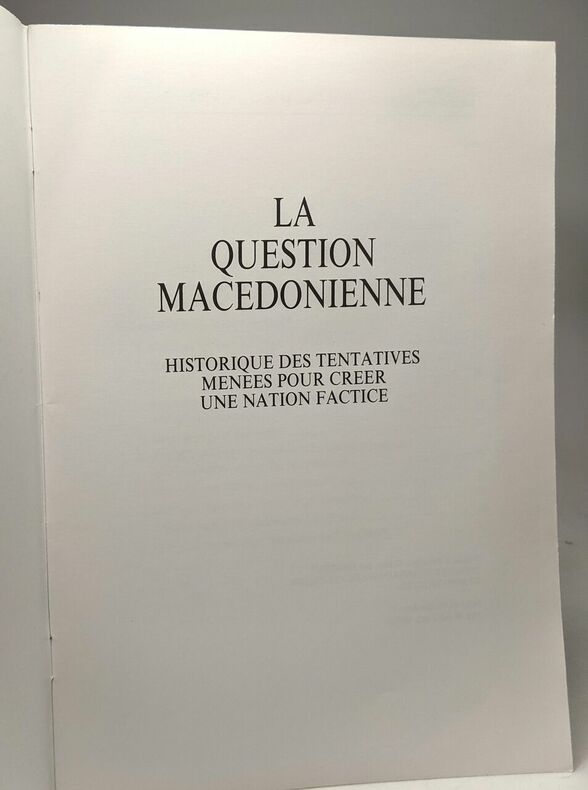 LA
QUESTION
MACEDONIENNE
HISTORIQUE DES TENTATIVES
MENEES POUR CREER
UNE NATION FACTICE